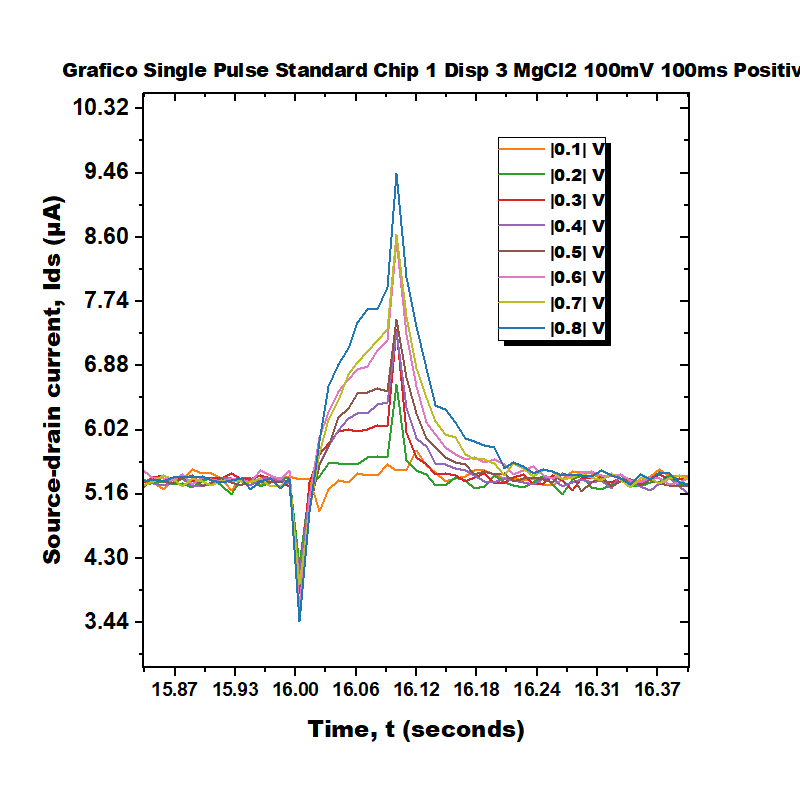 Grafico Single Pulse Standard Chip 1 Disp 3 MgCl2 100mV 100ms Positiv
10.32
9.46
8.60
7.74
6.88
6.02
5.16
4.30
3.44
Source-drain current, Ids (µA)
|0.1| V
|0.2| V
|0.3| V
|0.4| V
|0.5| V
|0.6| V
|0.7| V
|0.8| V
15.87 15.93 16.00 16.06 16.12 16.18 16.24 16.31 16.37
Time, t (seconds)